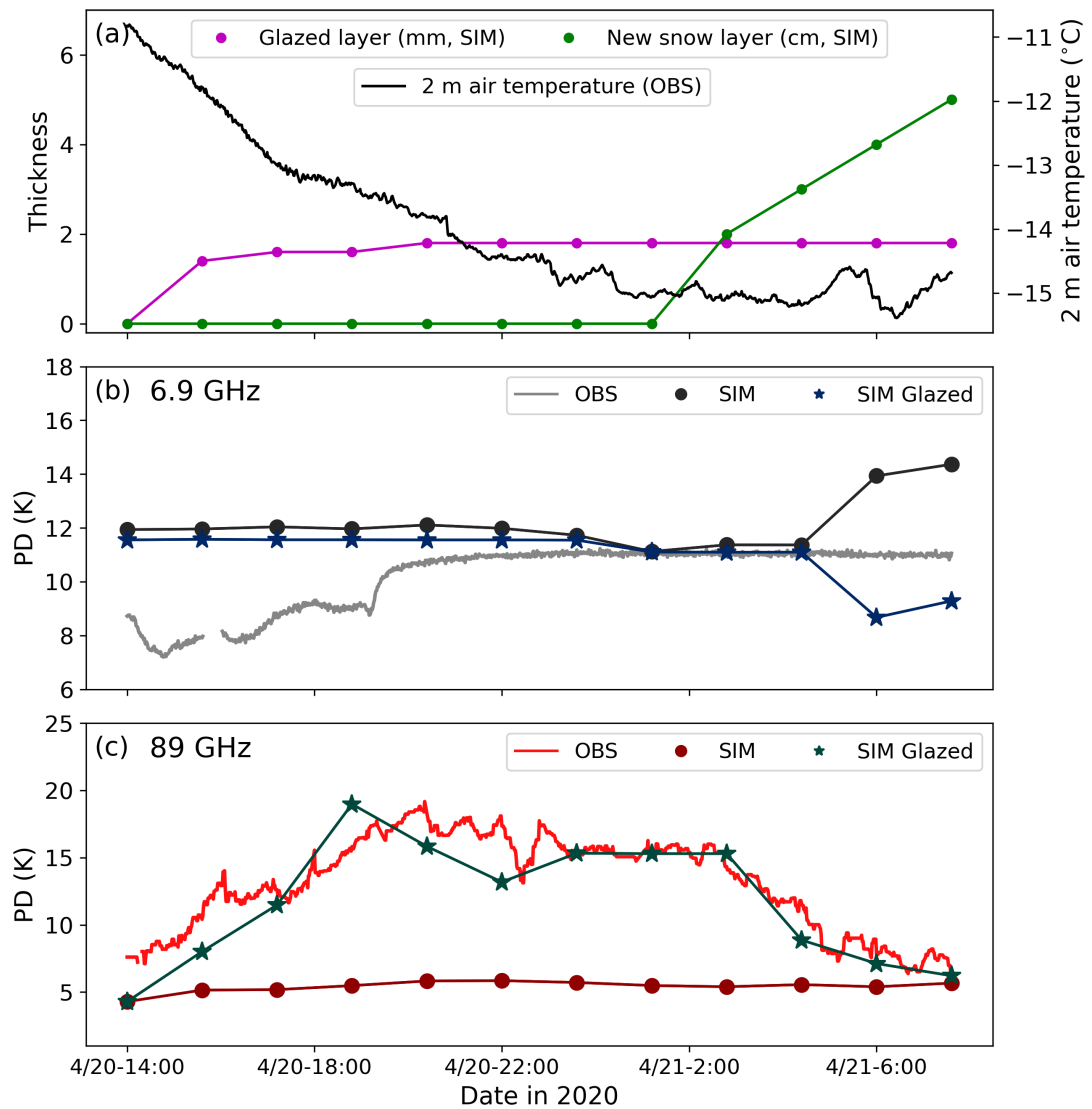 (a)
Glazed layer (mm, SIM)
New snow layer (cm, SIM)
2 m air temperature (OBS)
Thickness
6
4
2
0
2 m air temperature (°C)
−11
−12
−13
−14
−15
(b) 6.9 GHz
OBS
SIM
SIM Glazed
PD (K)
18
16
14
12
10
8
6
(c) 89 GHz
OBS
SIM
SIM Glazed
PD (K)
25
20
15
10
5
4/20-14:00
4/20-18:00
4/20-22:00
4/21-2:00
4/21-6:00
Date in 2020